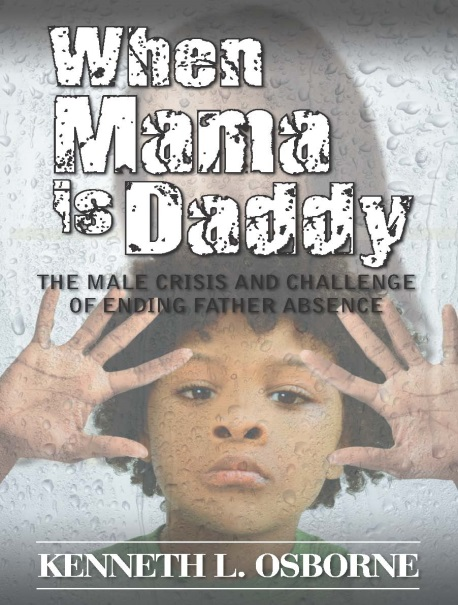 When
Mama
is Daddy
THE MALE CRISIS AND CHALLENGE
OF ENDING FATHER ABSENCE
KENNETH L. OSBORNE